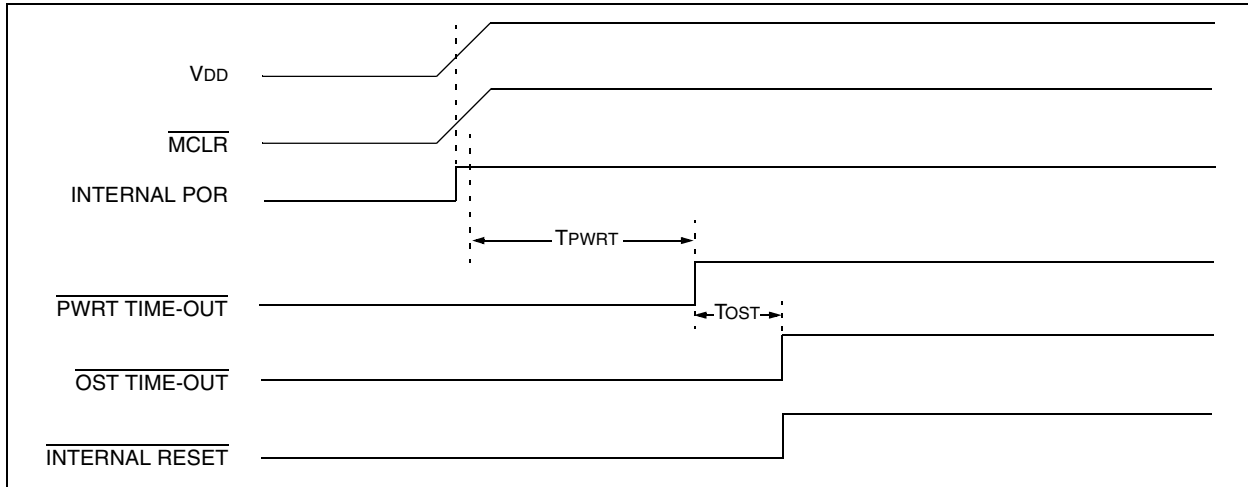 VDD
MCLR
INTERNAL POR
TPWRT
PWRT TIME-OUT
TOST
OST TIME-OUT
INTERNAL RESET